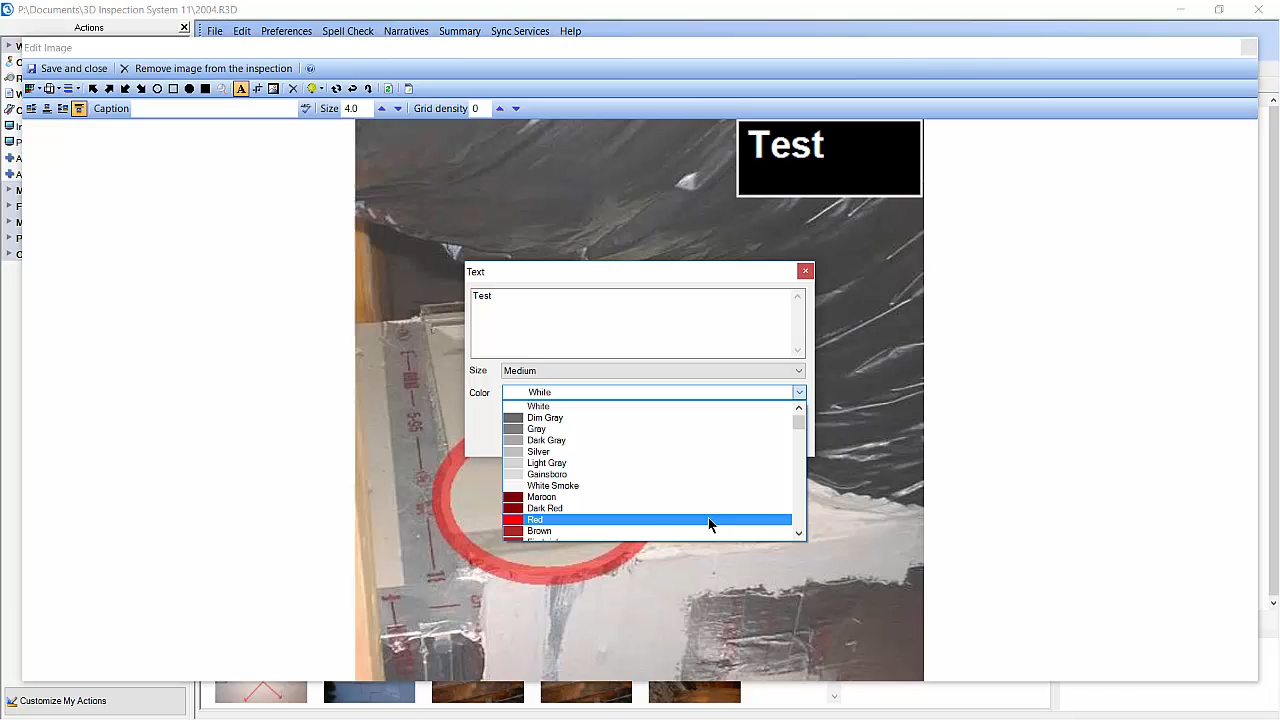 P:\Documents\3D Inspection System 11\2004.R3D
Actions
File Edit Preferences Spell Check Narratives Summary Sync Services Help
Edit Image
Save and close Remove image from the inspection
Caption Size 4.0 Grid density 0
Test
Text
Test
Size Medium
Color White
White
Dim Gray
Gray
Dark Gray
Silver
Light Gray
Gainsboro
White Smoke
Maroon
Dark Red
Red
Brown
Customize My Actions